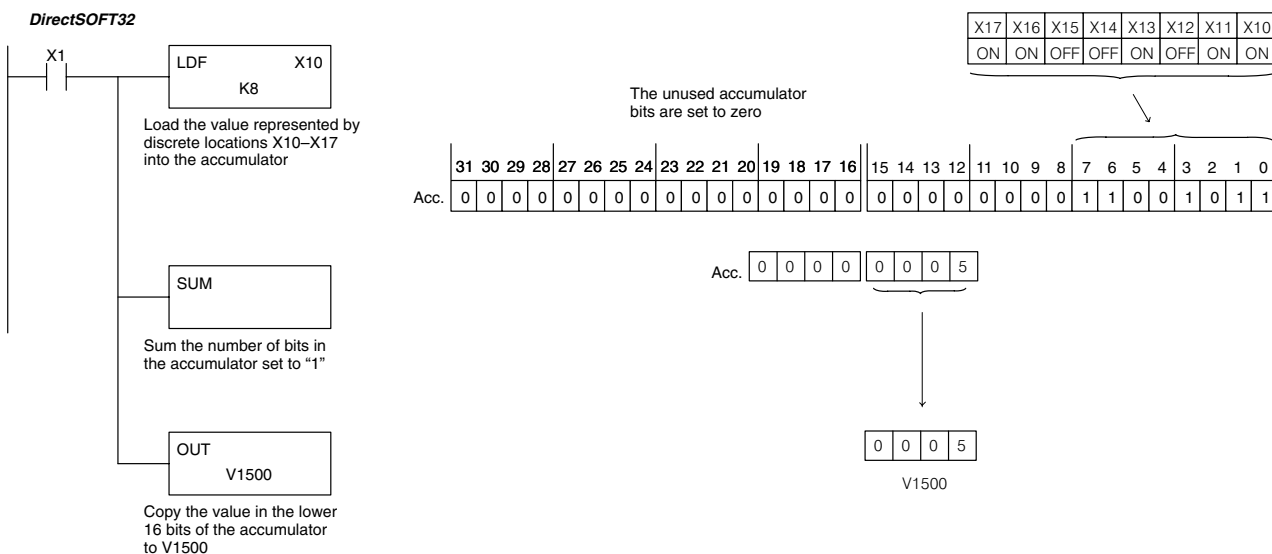 DirectSOFT32
X1
LDF X10
K8
Load the value represented by
discrete locations X10–X17
into the accumulator
SUM
Sum the number of bits in
the accumulator set to “1”
OUT
V1500
Copy the value in the lower
16 bits of the accumulator
to V1500
X17 X16 X15 X14 X13 X12 X11 X10
ON ON OFF OFF ON OFF ON ON
The unused accumulator
bits are set to zero
31 30 29 28 27 26 25 24 23 22 21 20 19 18 17 16 15 14 13 12 11 10 9 8 7 6 5 4 3 2 1 0
Acc. 0 0 0 0 0 0 0 0 0 0 0 0 0 0 0 0 0 0 0 0 0 0 0 0 1 1 0 0 1 0 1 1
Acc. 0 0 0 0 0 0 0 5
0 0 0 5
V1500